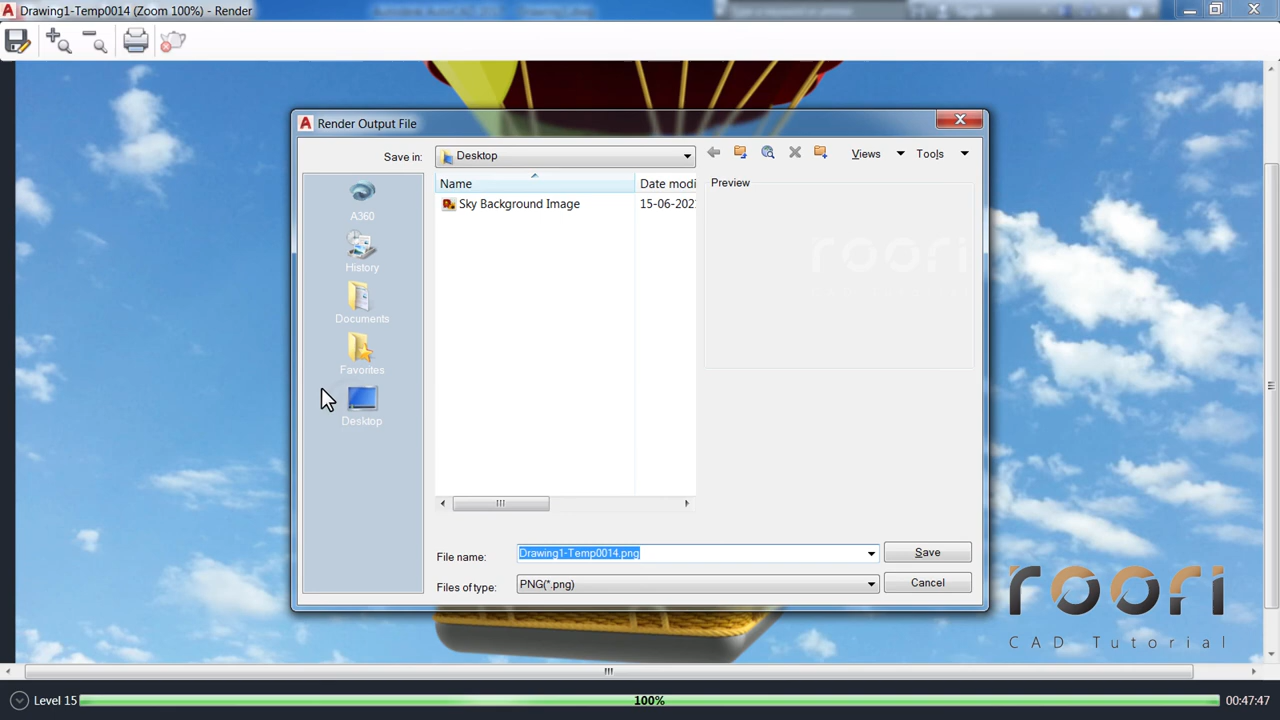 Drawing1-Temp0014 (Zoom 100%) - Render
Render Output File
Save in:
Desktop
Views
Tools
A360
History
Documents
Favorites
Desktop
Name
Date modi
Sky Background Image
15-06-202
Preview
roofi
File name:
Drawing1-Temp0014.png
Save
Files of type:
PNG(*.png)
Cancel
roofi
CAD Tutorial
Level 15
100%
00:47:47